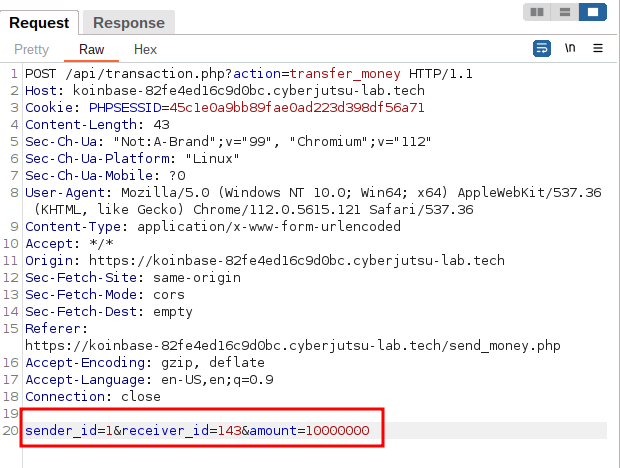 Request
Response
Pretty
Raw
Hex
\n
1 POST /api/transaction.php?action=transfer_money HTTP/1.1
2 Host: koinbase-82fe4ed16c9d0bc.cyberjutsu-lab.tech
3 Cookie: PHPSESSID=45c1e0a9bb89fae0ad223d398df56a71
4 Content-Length: 43
5 Sec-Ch-Ua: "Not:A-Brand";v="99", "Chromium";v="112"
6 Sec-Ch-Ua-Platform: "Linux"
7 Sec-Ch-Ua-Mobile: ?0
8 User-Agent: Mozilla/5.0 (Windows NT 10.0; Win64; x64) AppleWebKit/537.36
(KHTML, like Gecko) Chrome/112.0.5615.121 Safari/537.36
9 Content-Type: application/x-www-form-urlencoded
10 Accept: */*
11 Origin: https://koinbase-82fe4ed16c9d0bc.cyberjutsu-lab.tech
12 Sec-Fetch-Site: same-origin
13 Sec-Fetch-Mode: cors
14 Sec-Fetch-Dest: empty
15 Referer:
https://koinbase-82fe4ed16c9d0bc.cyberjutsu-lab.tech/send_money.php
16 Accept-Encoding: gzip, deflate
17 Accept-Language: en-US,en;q=0.9
18 Connection: close
19
20 sender_id=1&receiver_id=143&amount=10000000